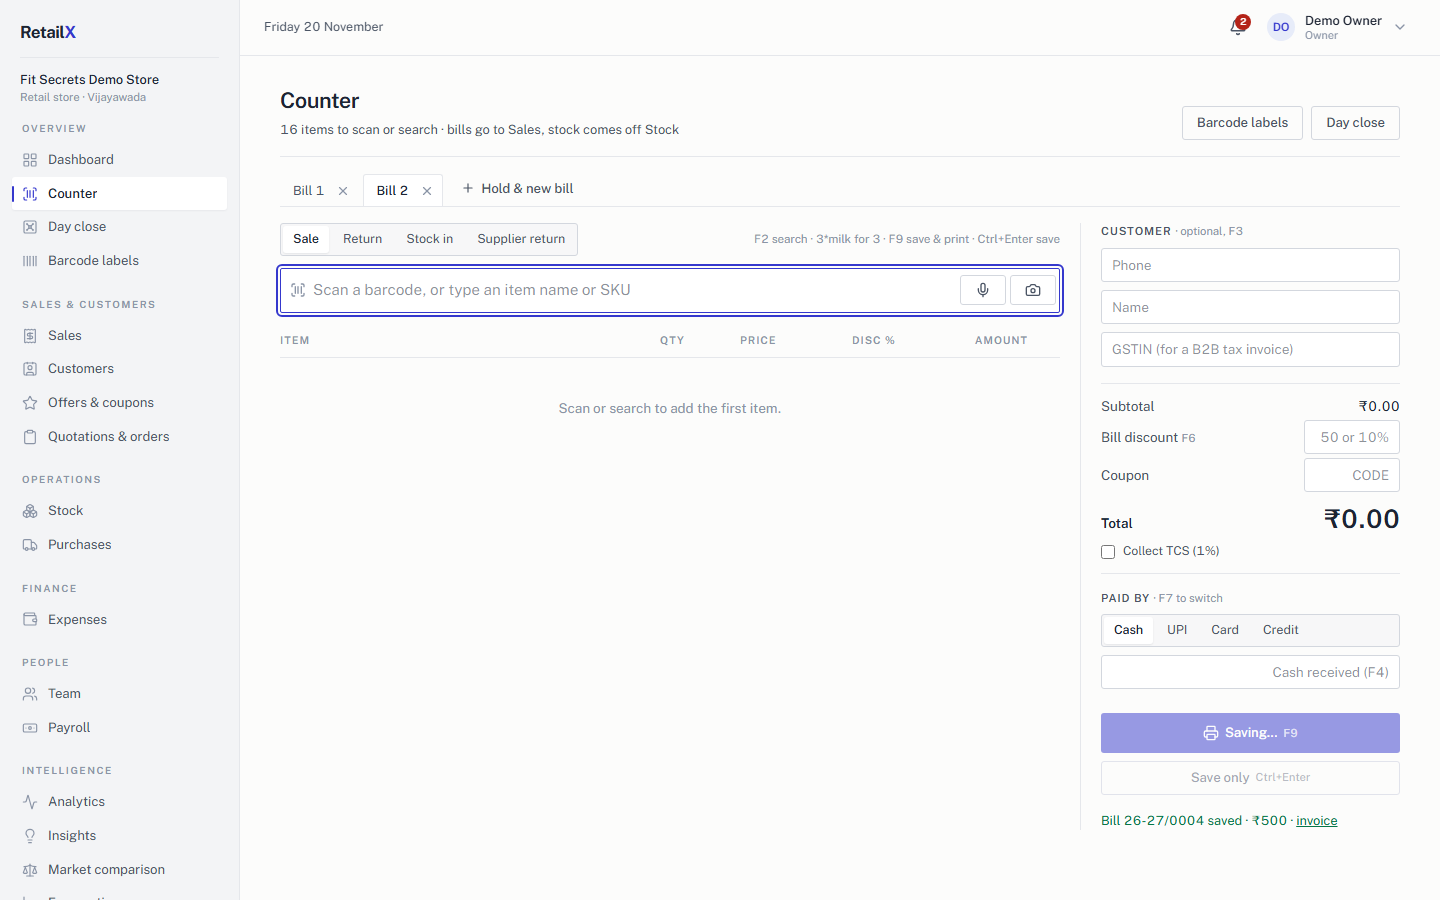 RetailX
Fit Secrets Demo Store
Retail store · Vijayawada
OVERVIEW
Dashboard
Counter
Day close
Barcode labels
SALES & CUSTOMERS
Sales
Customers
Offers & coupons
Quotations & orders
OPERATIONS
Stock
Purchases
FINANCE
Expenses
PEOPLE
Team
Payroll
INTELLIGENCE
Analytics
Insights
Market comparison
Friday 20 November
2
DO
Demo Owner
Owner
Counter
16 items to scan or search · bills go to Sales, stock comes off Stock
Barcode labels
Day close
Bill 1
Bill 2
Hold & new bill
Sale Return Stock in Supplier return
F2 search · 3*milk for 3 · F9 save & print · Ctrl+Enter save
Scan a barcode, or type an item name or SKU
ITEM QTY PRICE DISC % AMOUNT
Scan or search to add the first item.
CUSTOMER · optional, F3
Phone
Name
GSTIN (for a B2B tax invoice)
Subtotal ₹0.00
Bill discount F6 50 or 10%
Coupon CODE
Total ₹0.00
Collect TCS (1%)
PAID BY · F7 to switch
Cash UPI Card Credit
Cash received (F4)
Saving... F9
Save only Ctrl+Enter
Bill 26-27/0004 saved · ₹500 · invoice